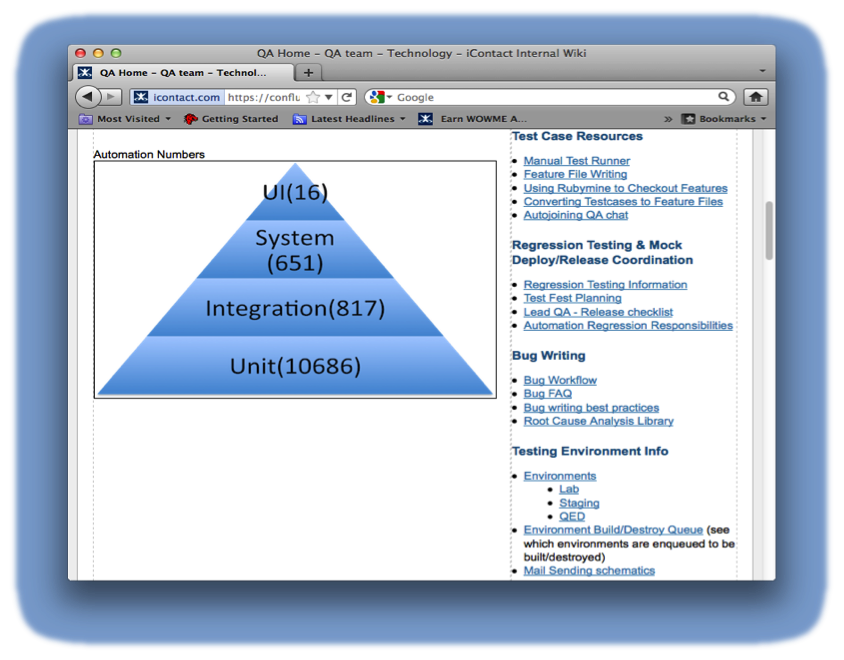 QA Home – QA team – Technology – iContact Internal Wiki
QA Home – QA team – Technol...
+
icontact.com https://conflu
Google
Most Visited Getting Started Latest Headlines Earn WOWME A... » Bookmarks
Automation Numbers
UI(16)
System
(651)
Integration(817)
Unit(10686)
Test Case Resources
• Manual Test Runner
• Feature File Writing
• Using Rubymine to Checkout Features
• Converting Testcases to Feature Files
• Autojoining QA chat
Regression Testing & Mock
Deploy/Release Coordination
• Regression Testing Information
• Test Fest Planning
• Lead QA - Release checklist
• Automation Regression Responsibilities
Bug Writing
• Bug Workflow
• Bug FAQ
• Bug writing best practices
• Root Cause Analysis Library
Testing Environment Info
• Environments
• Lab
• Staging
• QED
• Environment Build/Destroy Queue (see
which environments are enqueued to be
built/destroyed)
• Mail Sending schematics